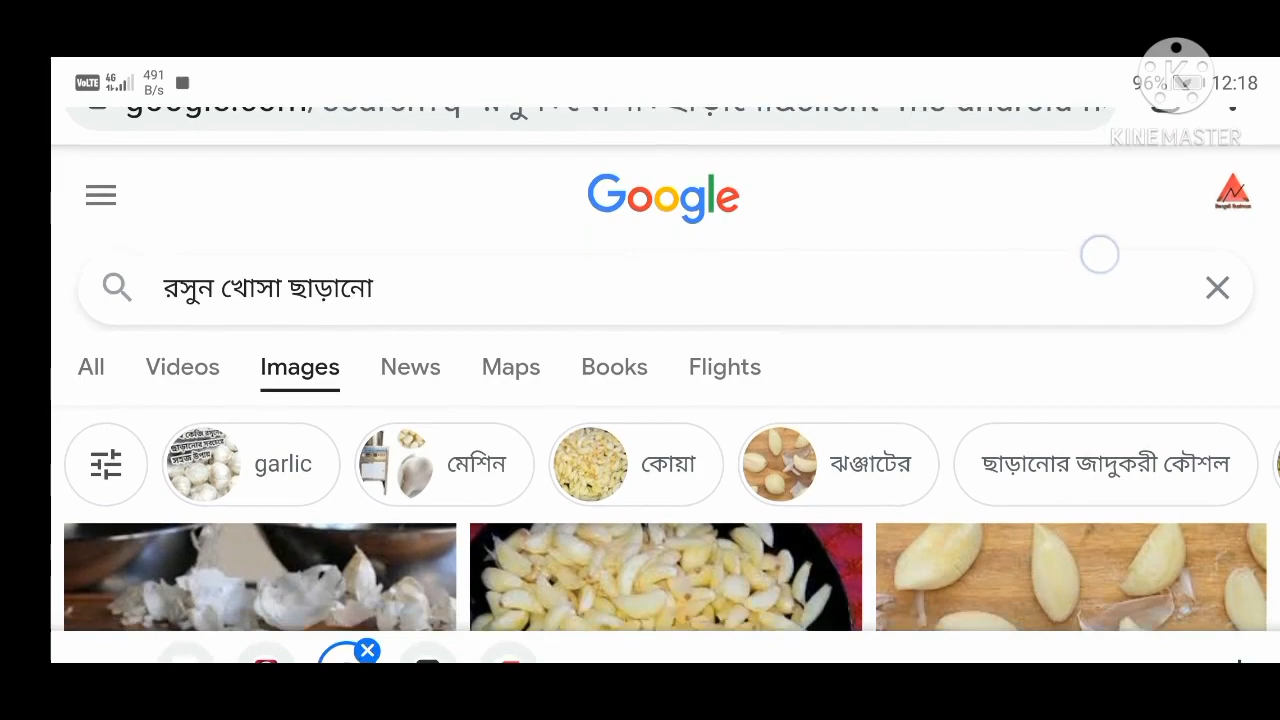 VoLTE 4G 491 B/s 96% 12:18
KINEMASTER
Google
রসুন খোসা ছাড়ানো
All Videos Images News Maps Books Flights
garlic মেশিন কোয়া ঝঞ্জাটের ছাড়ানোর জাদুকরী কৌশল